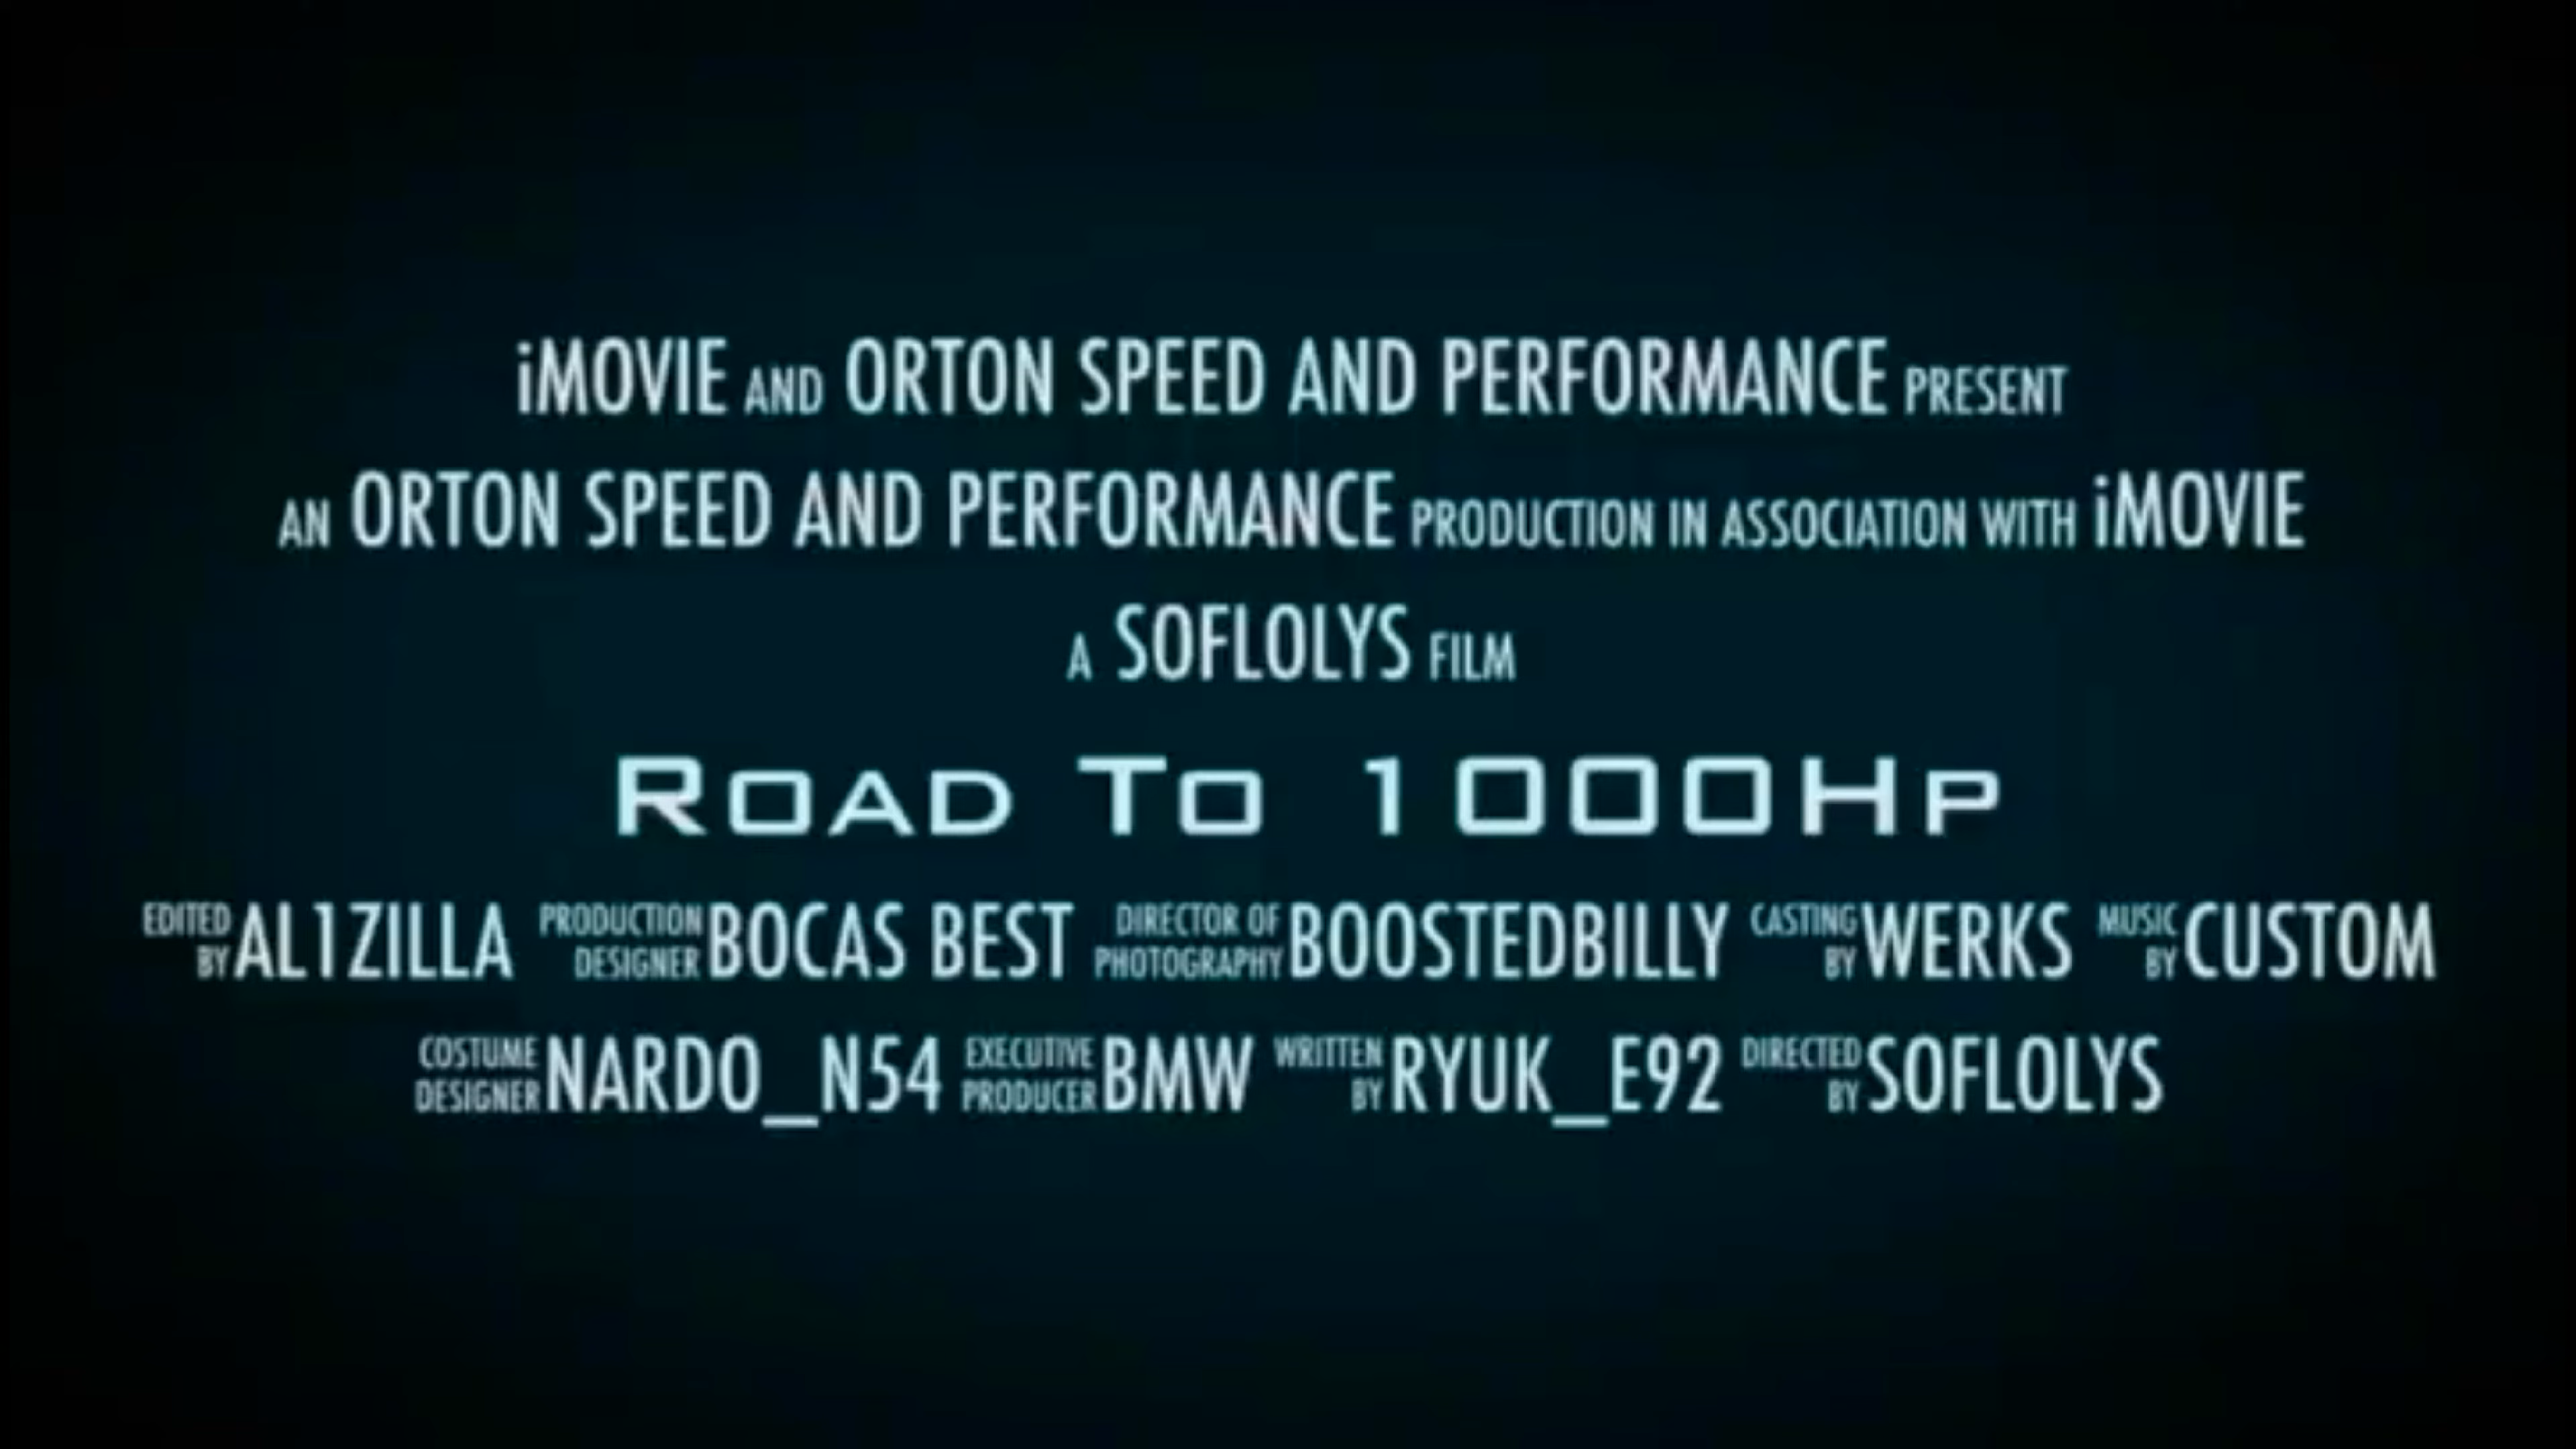 iMOVIE AND ORTON SPEED AND PERFORMANCE PRESENT
AN ORTON SPEED AND PERFORMANCE PRODUCTION IN ASSOCIATION WITH iMOVIE
A SOFLOLYS FILM
ROAD TO 1000HP
EDITED BY AL1ZILLA PRODUCTION DESIGNER BOCAS BEST DIRECTOR OF PHOTOGRAPHY BOOSTEDBILLY CASTING BY WERKS MUSIC BY CUSTOM
COSTUME DESIGNER NARDO_N54 EXECUTIVE PRODUCER BMW WRITTEN BY RYUK_E92 DIRECTED BY SOFLOLYS